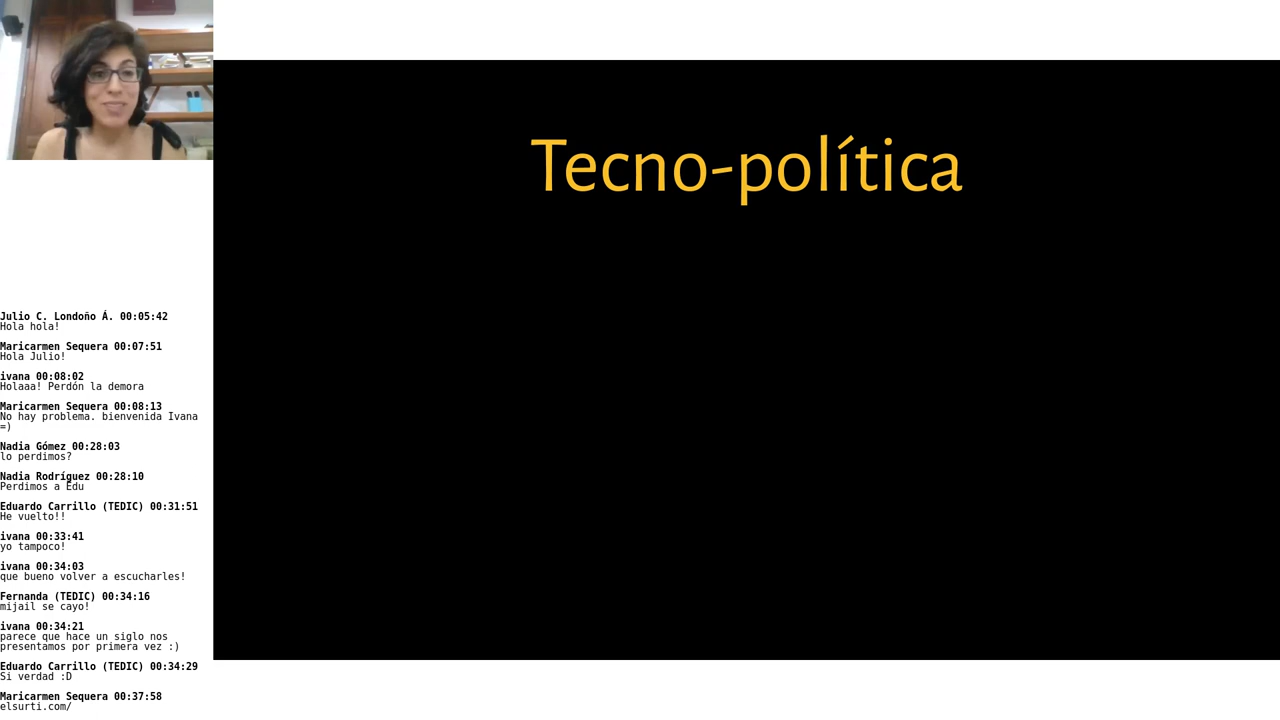 Tecno-política
Julio C. Londoño Á. 00:05:42
Hola hola!
Maricarmen Sequera 00:07:51
Hola Julio!
ivana 00:08:02
Holaaa! Perdón la demora
Maricarmen Sequera 00:08:13
No hay problema. bienvenida Ivana
=)
Nadia Gómez 00:28:03
lo perdimos?
Nadia Rodríguez 00:28:10
Perdimos a Edu
Eduardo Carrillo (TEDIC) 00:31:51
He vuelto!!
ivana 00:33:41
yo tampoco!
ivana 00:34:03
que bueno volver a escucharles!
Fernanda (TEDIC) 00:34:16
mijail se cayo!
ivana 00:34:21
parece que hace un siglo nos
presentamos por primera vez :)
Eduardo Carrillo (TEDIC) 00:34:29
Si verdad :D
Maricarmen Sequera 00:37:58
elsurti.com/